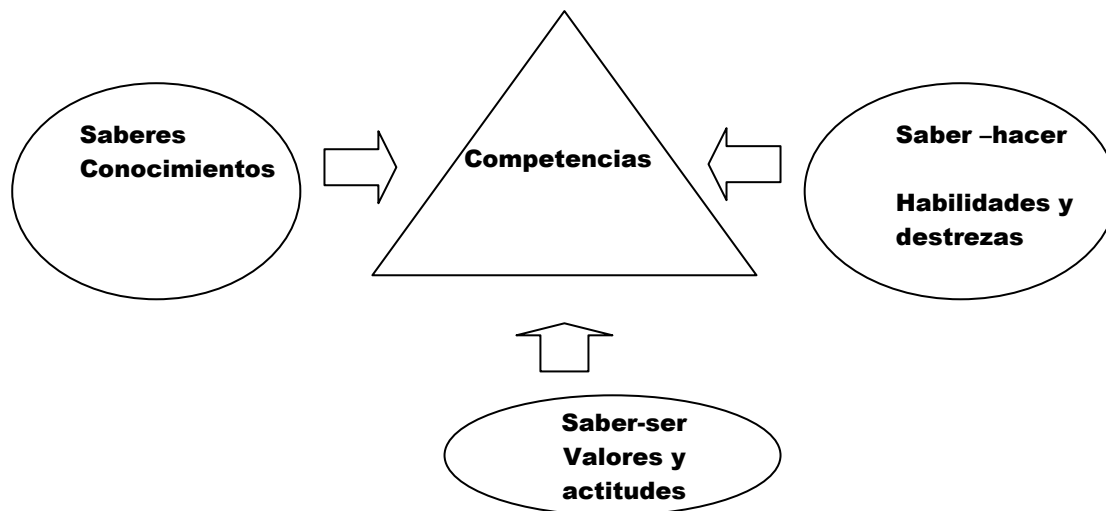 Saberes
Conocimientos
Competencias
Saber –hacer
Habilidades y
destrezas
Saber-ser
Valores y
actitudes